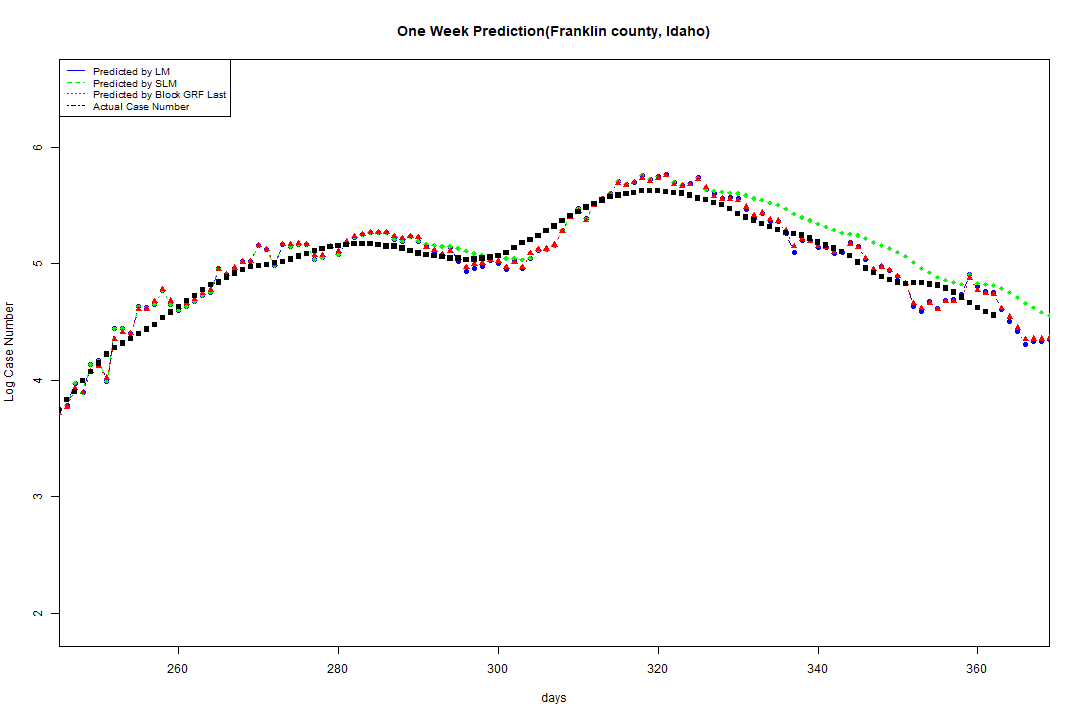 One Week Prediction(Franklin county, Idaho)
Predicted by LM
Predicted by SLM
Predicted by Block GRF Last
Actual Case Number
6
5
4
3
2
Log Case Number
260 280 300 320 340 360
days